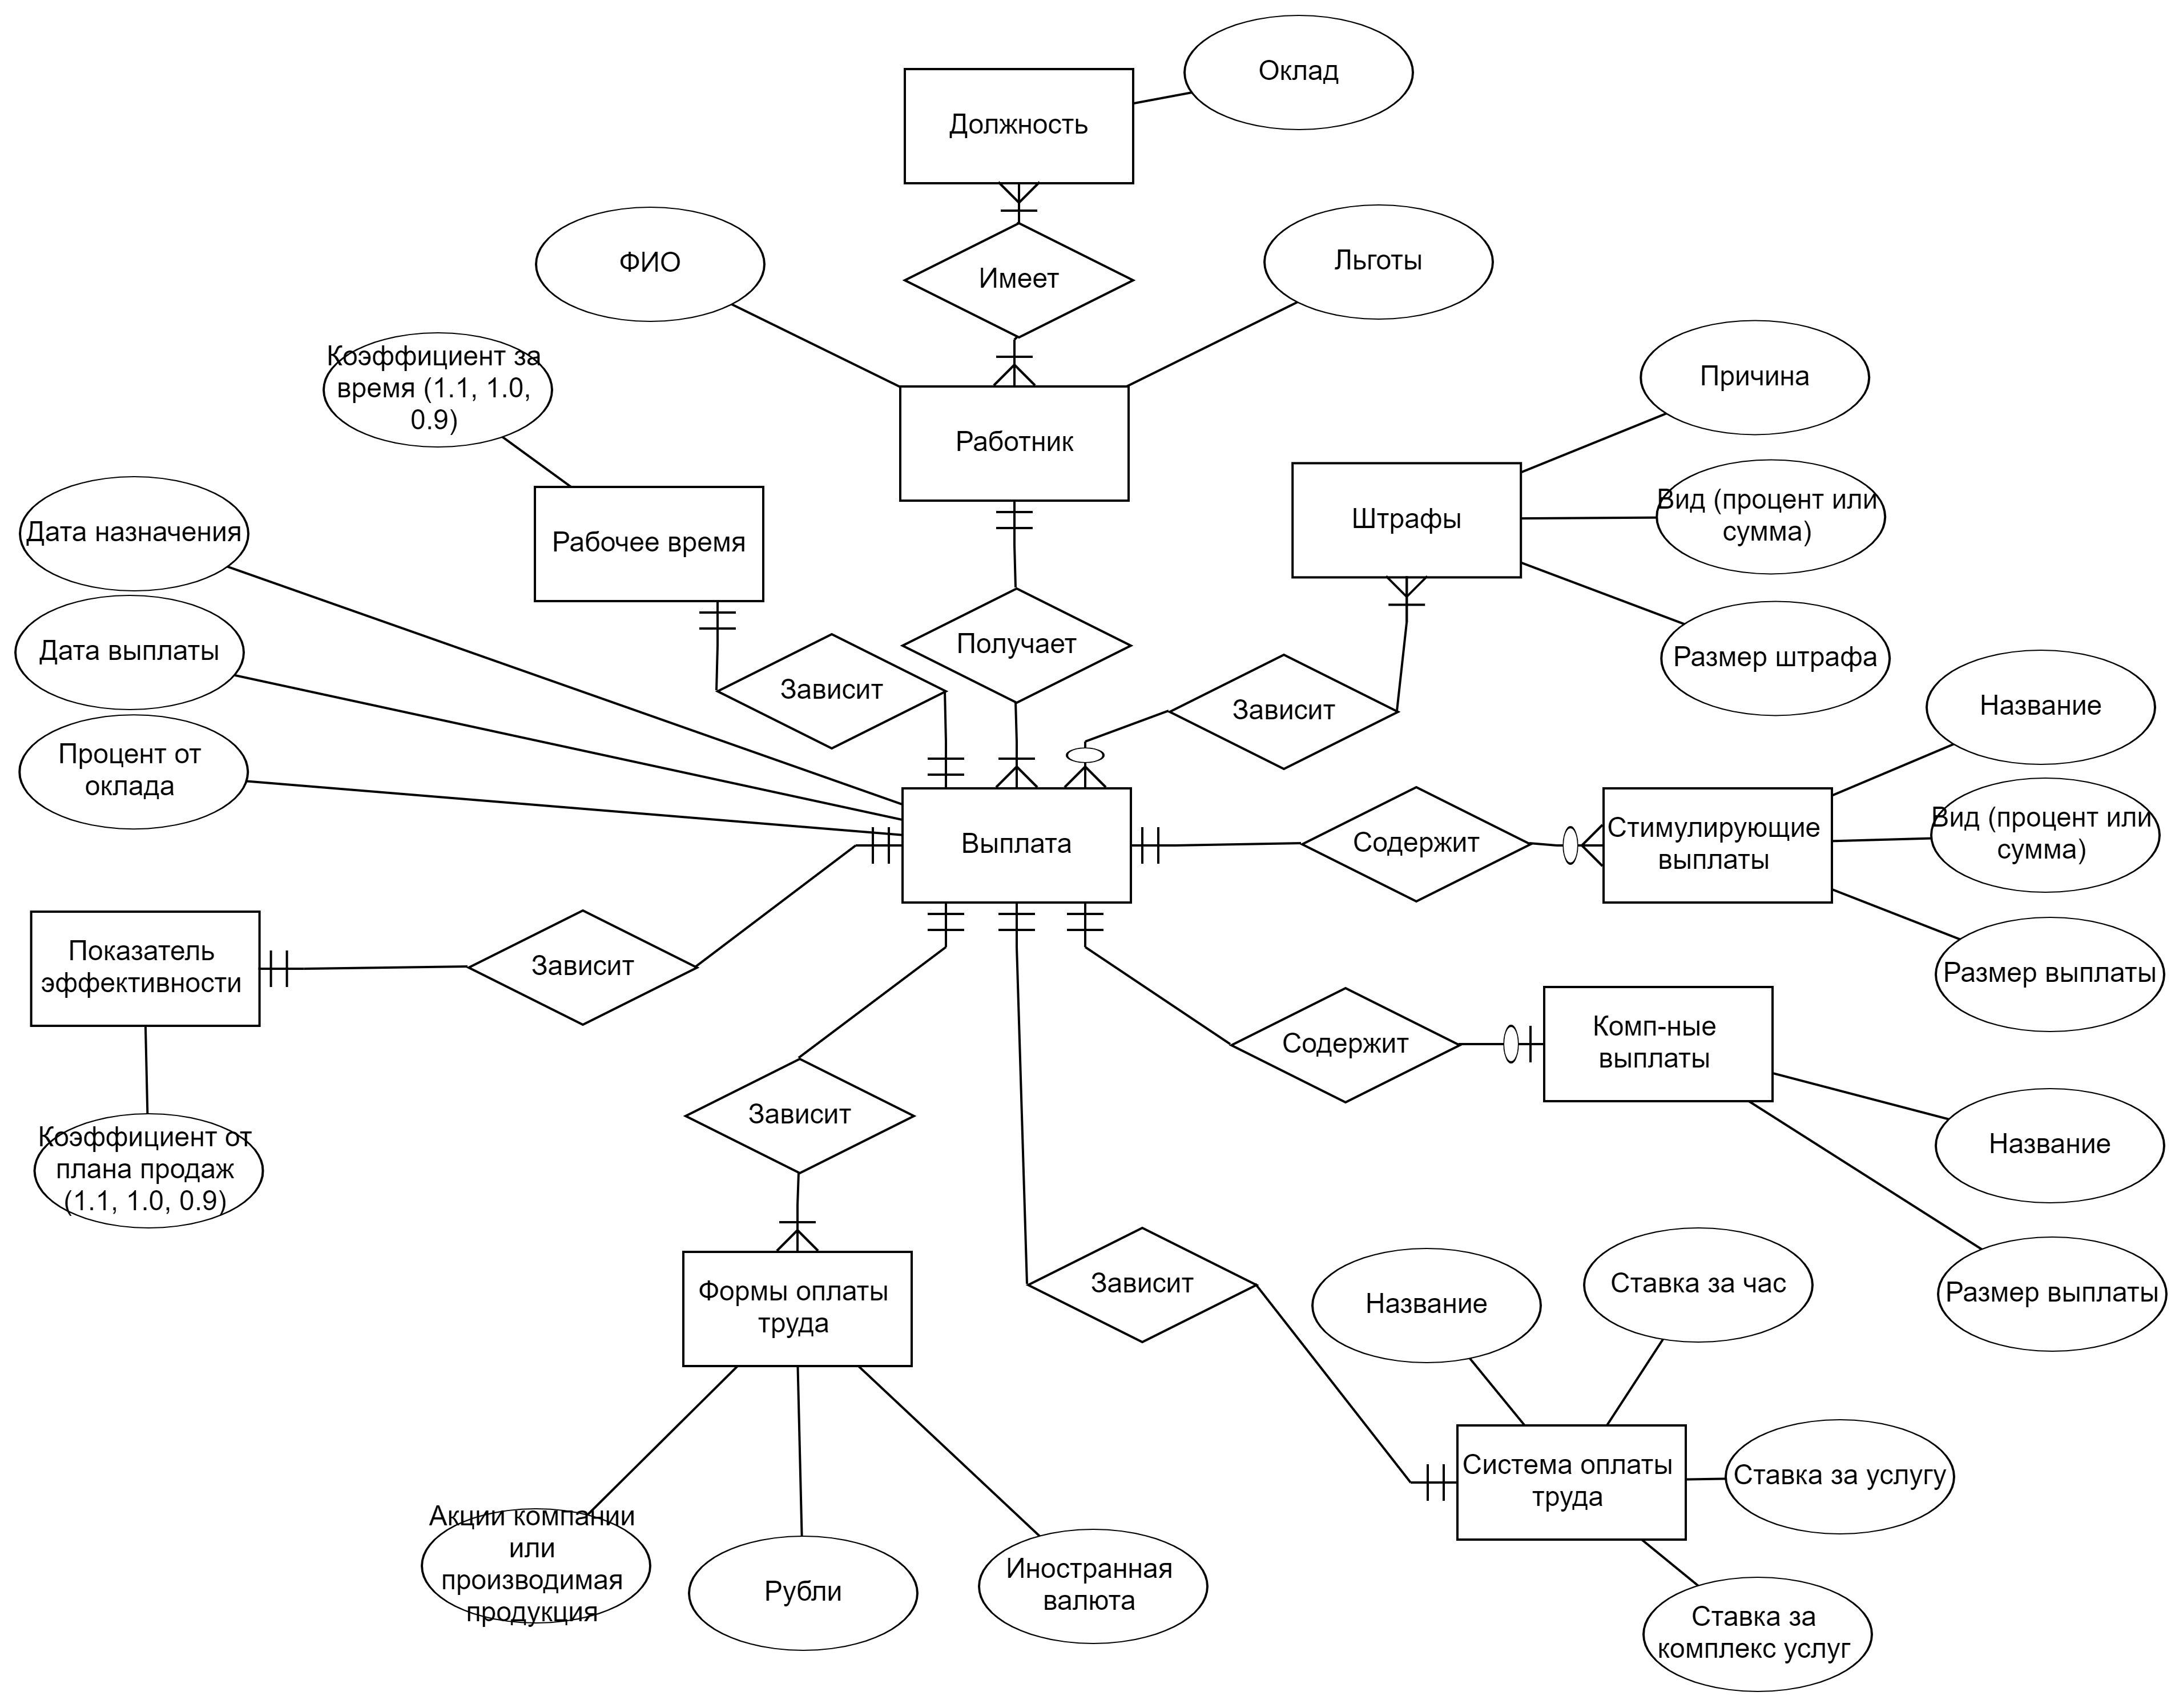 Оклад
Должность
ФИО
Имеет
Льготы
Коэффициент за
время (1.1, 1.0,
0.9)
Причина
Работник
Штрафы
Вид (процент или
сумма)
Дата назначения
Рабочее время
Дата выплаты
Зависит
Получает
Зависит
Размер штрафа
Название
Процент от
оклада
Выплата
Содержит
Стимулирующие
выплаты
Вид (процент или
сумма)
Показатель
эффективности
Зависит
Размер выплаты
Содержит
Комп-ные
выплаты
Зависит
Коэффициент от
плана продаж
(1.1, 1.0, 0.9)
Название
Формы оплаты
труда
Зависит
Название
Ставка за час
Размер выплаты
Система оплаты
труда
Ставка за услугу
Акции компании
или
производимая
продукция
Рубли
Иностранная
валюта
Ставка за
комплекс услуг